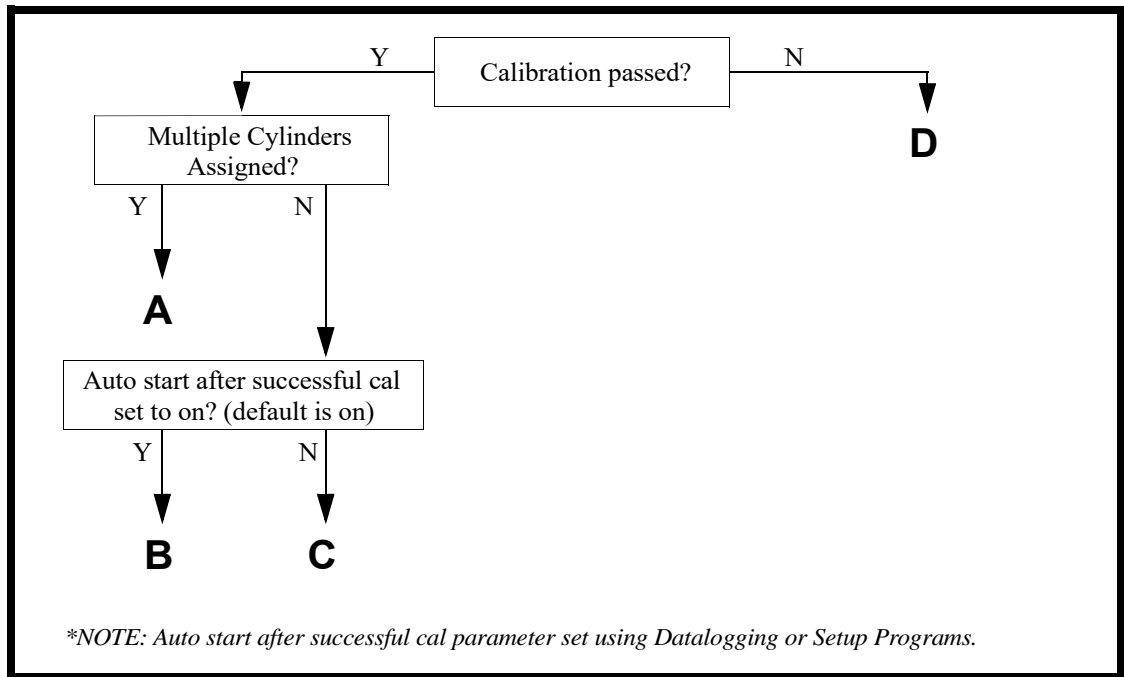 Y
Calibration passed?
N
Multiple Cylinders
Assigned?
D
Y
N
A
Auto start after successful cal
set to on? (default is on)
Y
N
B
C
*NOTE: Auto start after successful cal parameter set using Datalogging or Setup Programs.